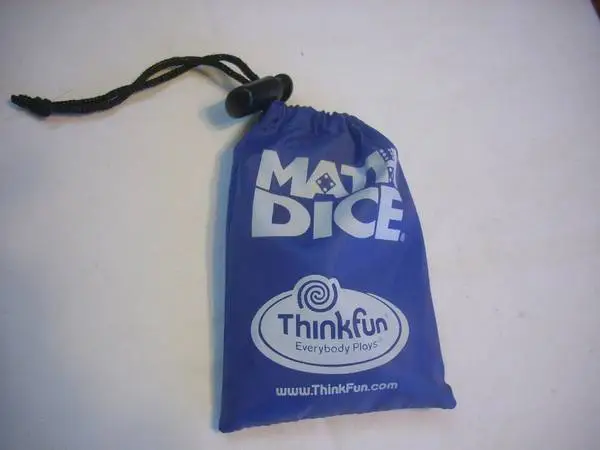 MATH
DiCE®
Thinkfun®
Everybody Plays®
www.ThinkFun.com